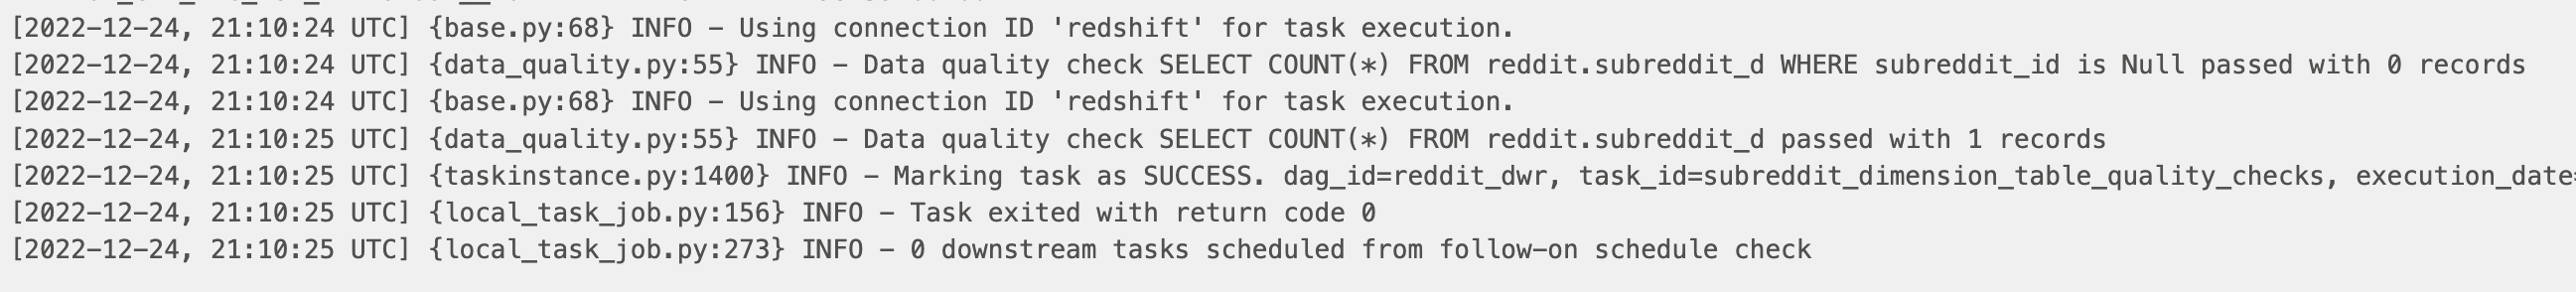 [2022-12-24, 21:10:24 UTC] {base.py:68} INFO - Using connection ID 'redshift' for task execution.
[2022-12-24, 21:10:24 UTC] {data_quality.py:55} INFO - Data quality check SELECT COUNT(*) FROM reddit.subreddit_d WHERE subreddit_id is Null passed with 0 records
[2022-12-24, 21:10:24 UTC] {base.py:68} INFO - Using connection ID 'redshift' for task execution.
[2022-12-24, 21:10:25 UTC] {data_quality.py:55} INFO - Data quality check SELECT COUNT(*) FROM reddit.subreddit_d passed with 1 records
[2022-12-24, 21:10:25 UTC] {taskinstance.py:1400} INFO - Marking task as SUCCESS. dag_id=reddit_dwr, task_id=subreddit_dimension_table_quality_checks, execution_date=
[2022-12-24, 21:10:25 UTC] {local_task_job.py:156} INFO - Task exited with return code 0
[2022-12-24, 21:10:25 UTC] {local_task_job.py:273} INFO - 0 downstream tasks scheduled from follow-on schedule check